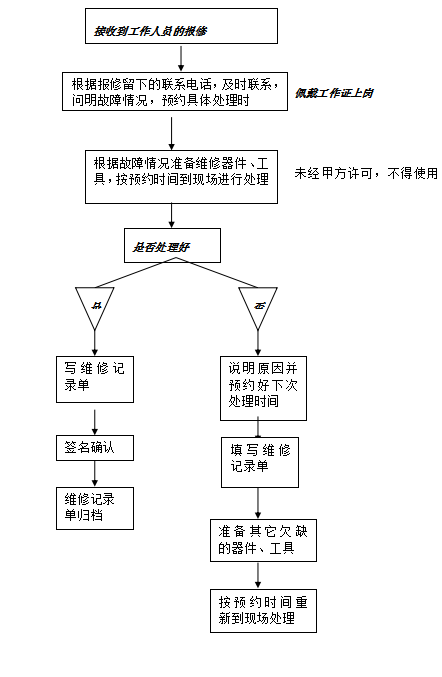 接收到工作人员的报修
根据报修留下的联系电话，及时联系，
问明故障情况，预约具体处理时
佩戴工作证上岗
根据故障情况准备维修器件、工
具，按预约时间到现场进行处理
未经甲方许可，不得使用
是否处理好
是
否
写维修记
录单
说明原因并
预约好下次
处理时间
签名确认
填写维修
记录单
维修记录
单归档
准备其它欠缺
的器件、工具
按预约时间重
新到现场处理